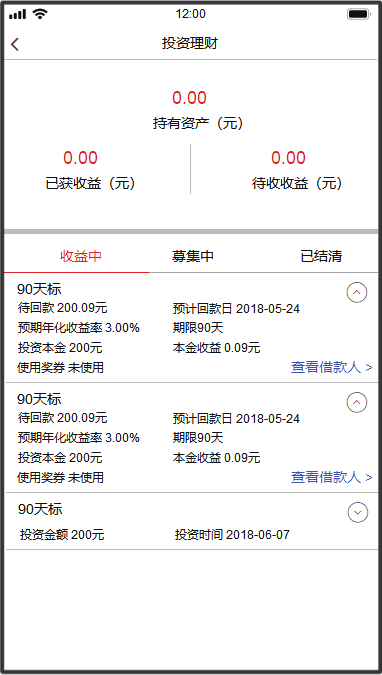 12:00
投资理财
0.00
持有资产（元）
0.00
0.00
已获收益（元）
待收收益（元）
收益中 募集中 已结清
90天标
待回款 200.09元 预计回款日 2018-05-24
预期年化收益率 3.00% 期限90天
投资本金 200元 本金收益 0.09元
使用奖券 未使用 查看借款人 >
90天标
待回款 200.09元 预计回款日 2018-05-24
预期年化收益率 3.00% 期限90天
投资本金 200元 本金收益 0.09元
使用奖券 未使用 查看借款人 >
90天标
投资金额 200元 投资时间 2018-06-07